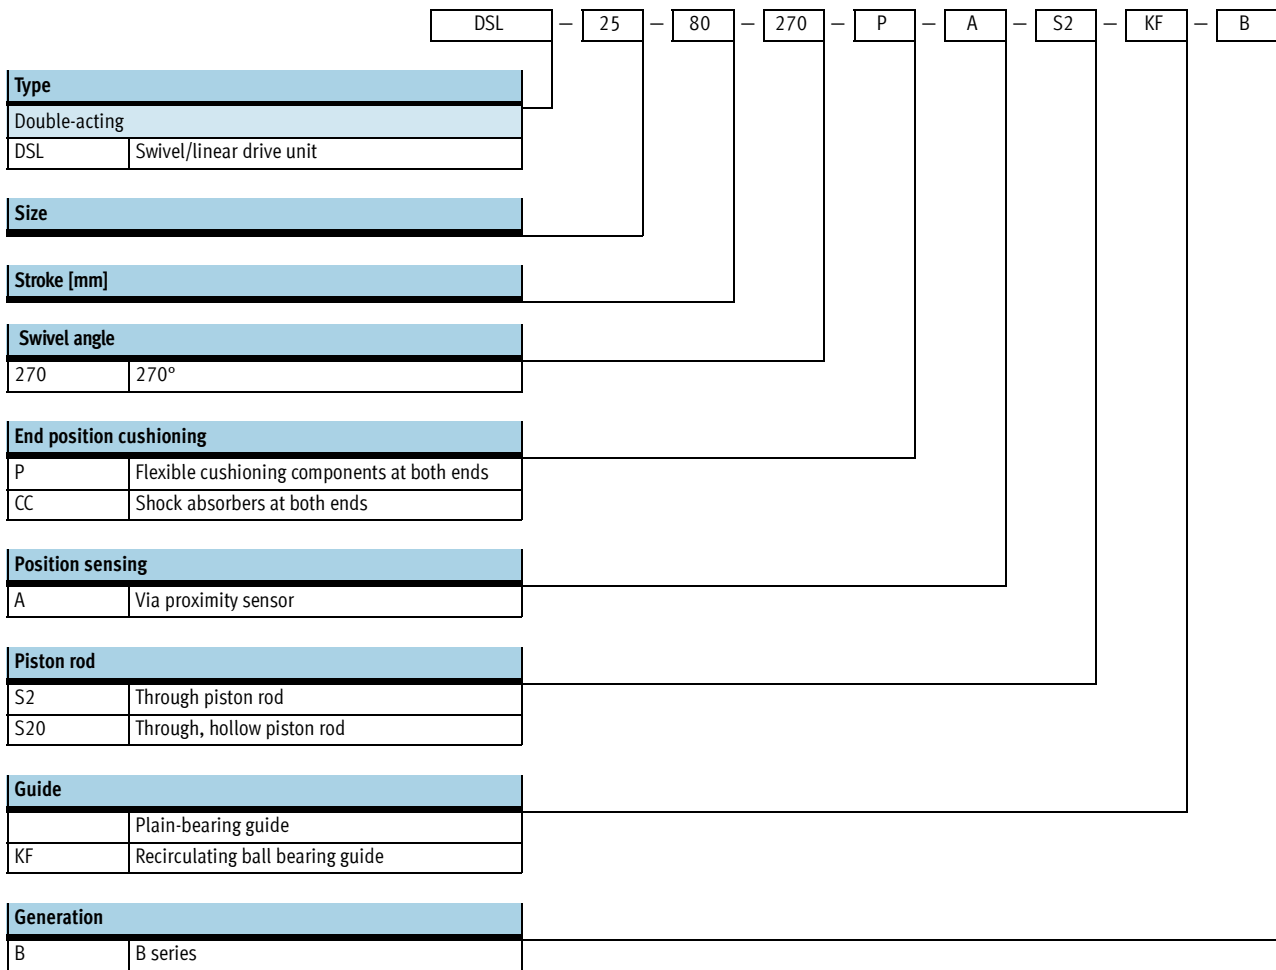 DSL – 25 – 80 – 270 – P – A – S2 – KF – B
Type
Double-acting
DSL Swivel/linear drive unit
Size
Stroke [mm]
Swivel angle
270 270°
End position cushioning
P Flexible cushioning components at both ends
CC Shock absorbers at both ends
Position sensing
A Via proximity sensor
Piston rod
S2 Through piston rod
S20 Through, hollow piston rod
Guide
Plain-bearing guide
KF Recirculating ball bearing guide
Generation
B B series